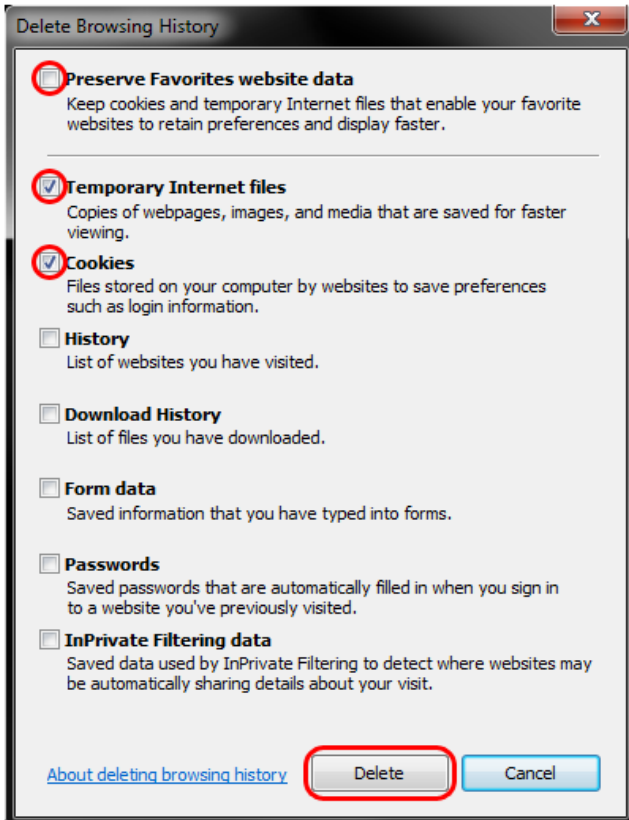 Delete Browsing History
Preserve Favorites website data
Keep cookies and temporary Internet files that enable your favorite
websites to retain preferences and display faster.
Temporary Internet files
Copies of webpages, images, and media that are saved for faster
viewing.
Cookies
Files stored on your computer by websites to save preferences
such as login information.
History
List of websites you have visited.
Download History
List of files you have downloaded.
Form data
Saved information that you have typed into forms.
Passwords
Saved passwords that are automatically filled in when you sign in
to a website you've previously visited.
InPrivate Filtering data
Saved data used by InPrivate Filtering to detect where websites may
be automatically sharing details about your visit.
About deleting browsing history
Delete
Cancel